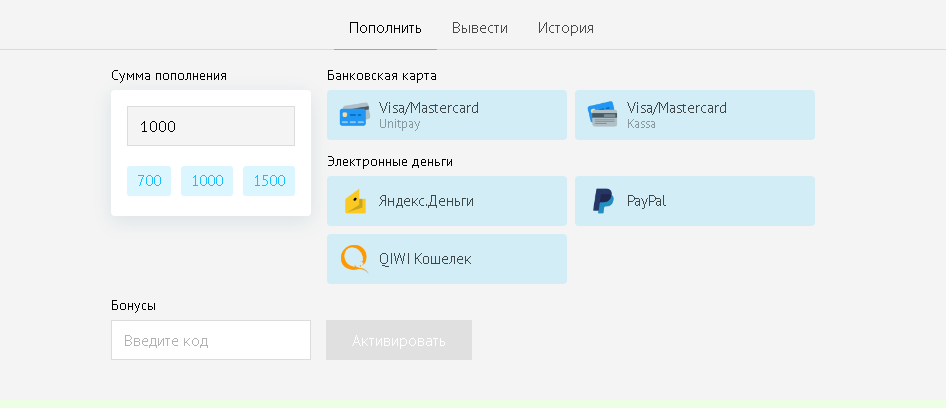 Пополнить Вывести История
Сумма пополнения
1000
700 1000 1500
Банковская карта
Visa/Mastercard
Unitpay
Visa/Mastercard
Kassa
Электронные деньги
Яндекс.Деньги
PayPal
QIWI Кошелек
Бонусы
Введите код
Активировать